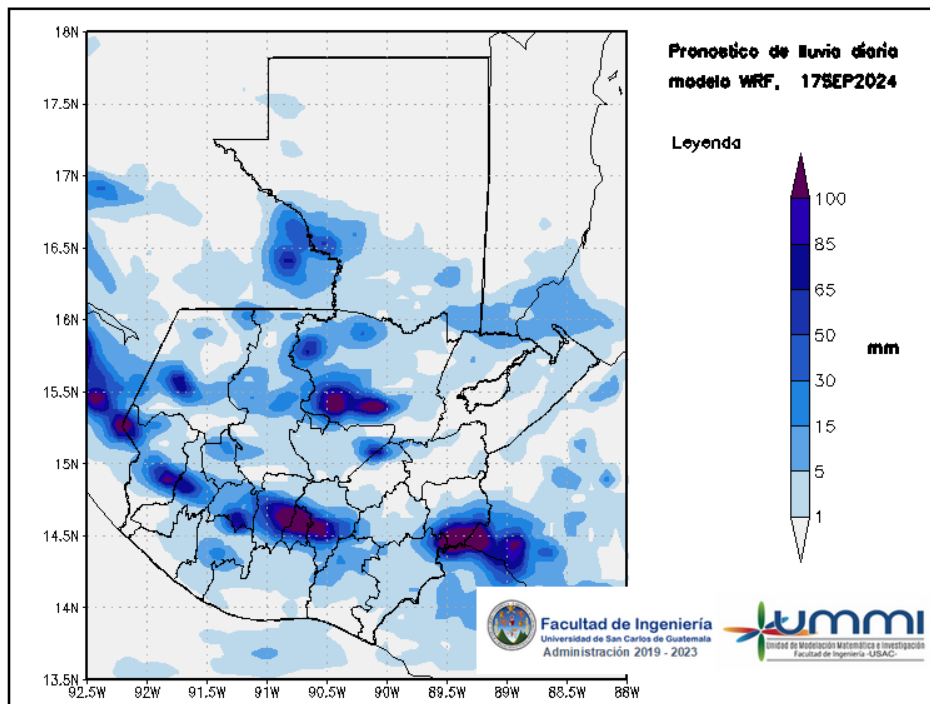 18N
17.5N
17N
16.5N
16N
15.5N
15N
14.5N
14N
13.5N
92.5W
92W
91.5W
91W
90.5W
90W
89.5W
89W
88.5W
88W
Pronostico de lluvia diaria
modelo WRF, 17SEP2024
Leyenda
100
85
65
50
30
15
5
1
mm
Facultad de Ingeniería
Universidad de San Carlos de Guatemala
Administración 2019 - 2023
ummi
Unidad de Modelación Matemática e Investigación
Facultad de Ingeniería -USAC-